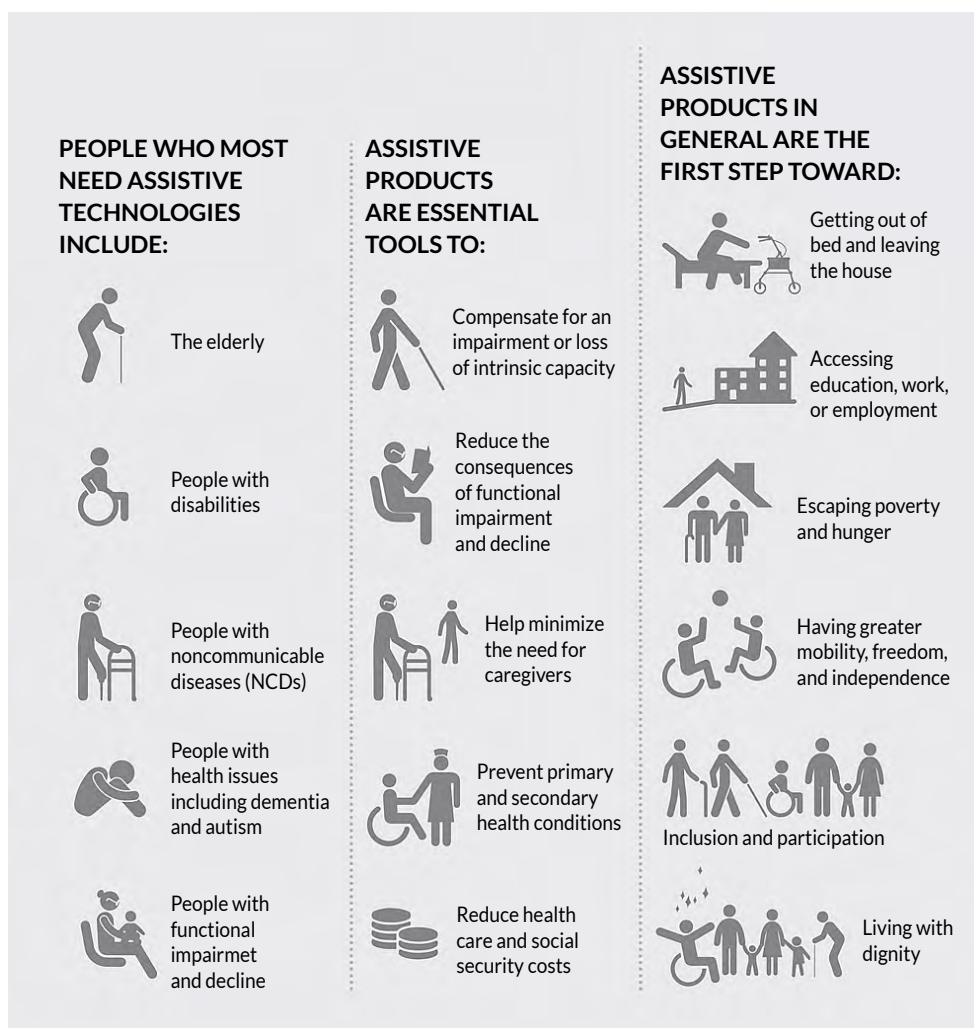 PEOPLE WHO MOST
NEED ASSISTIVE
TECHNOLOGIES
INCLUDE:
The elderly
People with
disabilities
People with
noncommunicable
diseases (NCDs)
People with
health issues
including dementia
and autism
People with
functional
impairmet
and decline
ASSISTIVE
PRODUCTS
ARE ESSENTIAL
TOOLS TO:
Compensate for an
impairment or loss
of intrinsic capacity
Reduce the
consequences
of functional
impairment
and decline
Help minimize
the need for
caregivers
Prevent primary
and secondary
health conditions
Reduce health
care and social
security costs
ASSISTIVE
PRODUCTS IN
GENERAL ARE THE
FIRST STEP TOWARD:
Getting out of
bed and leaving
the house
Accessing
education, work,
or employment
Escaping poverty
and hunger
Having greater
mobility, freedom,
and independence
Inclusion and participation
Living with
dignity